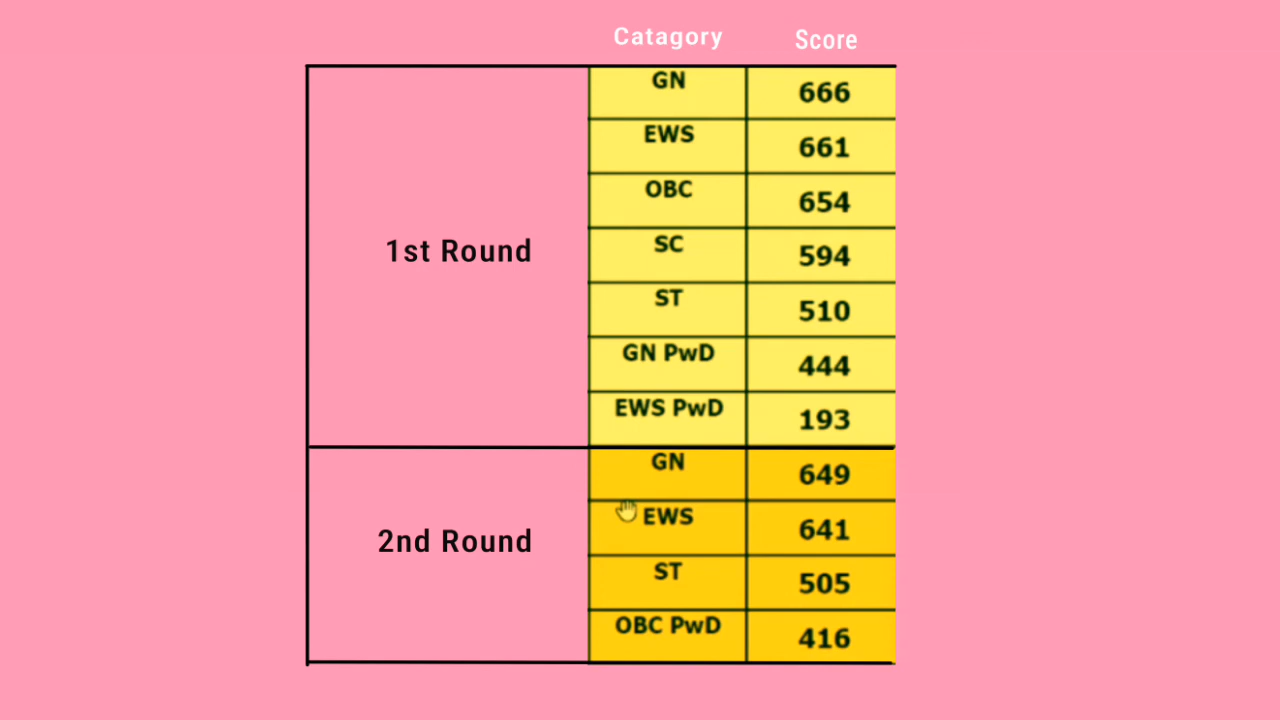 Catagory Score
GN 666
EWS 661
OBC 654
1st Round
SC 594
ST 510
GN PwD 444
EWS PwD 193
GN 649
EWS 641
2nd Round
ST 505
OBC PwD 416